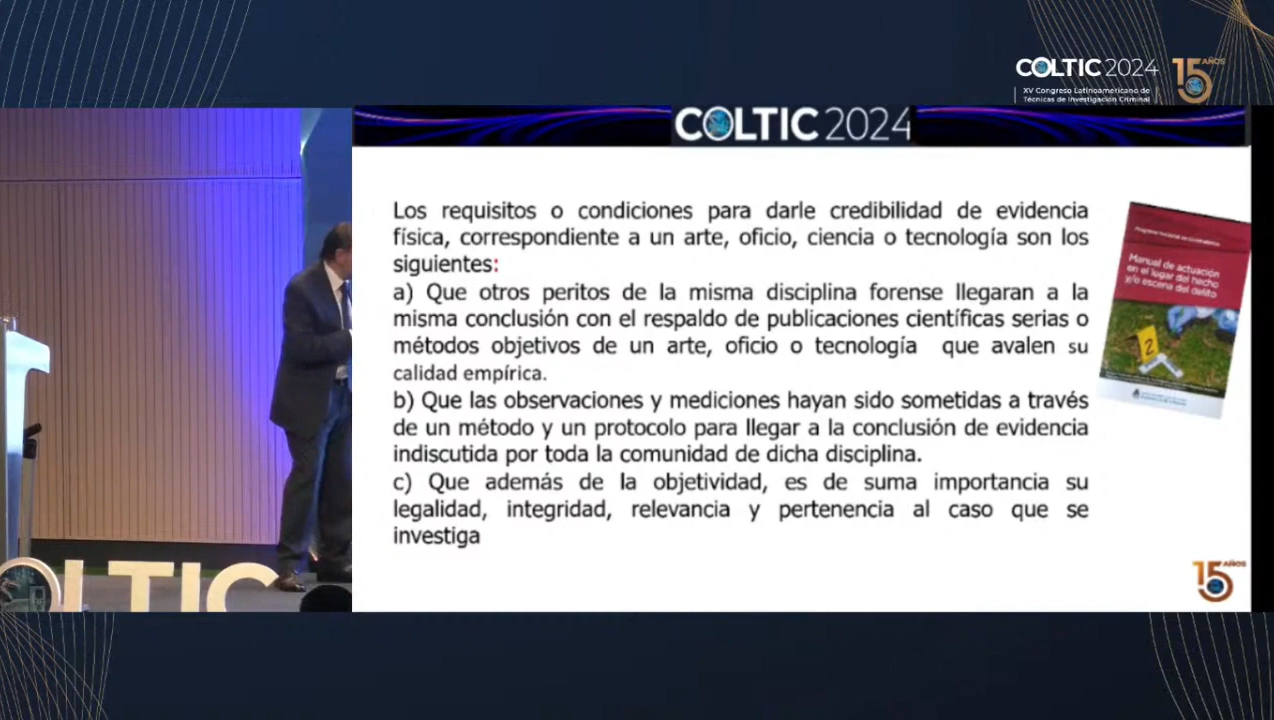 COLTIC 2024
15 AÑOS
XV Congreso Latinoamericano de
Técnicas de Investigación Criminal
COLTIC 2024
Los requisitos o condiciones para darle credibilidad de evidencia
física, correspondiente a un arte, oficio, ciencia o tecnología son los
siguientes:
a) Que otros peritos de la misma disciplina forense llegaran a la
misma conclusión con el respaldo de publicaciones científicas serias o
métodos objetivos de un arte, oficio o tecnología que avalen su
calidad empírica.
b) Que las observaciones y mediciones hayan sido sometidas a través
de un método y un protocolo para llegar a la conclusión de evidencia
indiscutida por toda la comunidad de dicha disciplina.
c) Que además de la objetividad, es de suma importancia su
legalidad, integridad, relevancia y pertenencia al caso que se
investiga
Manual de actuación
en el lugar del hecho
y/o escena del delito
2
15 AÑOS
OLTIC